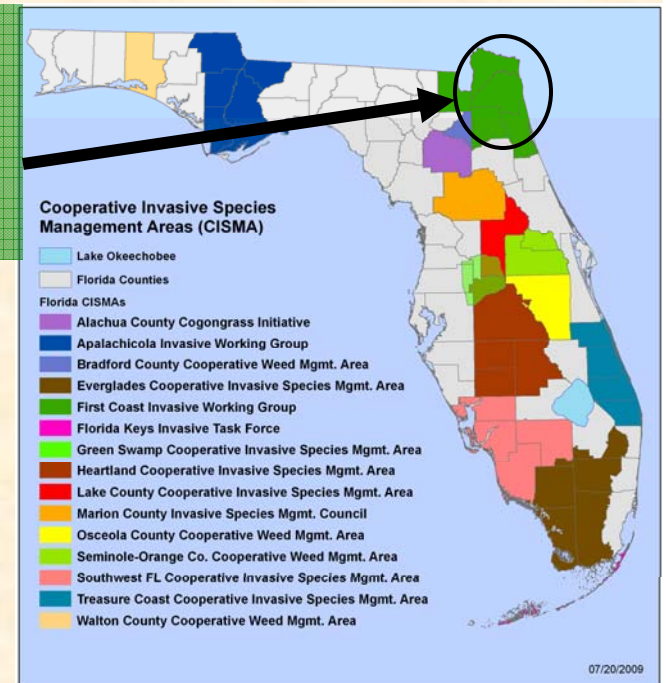 Cooperative Invasive Species
Management Areas (CISMA)
Lake Okeechobee
Florida Counties
Florida CISMAs
Alachua County Cogongrass Initiative
Apalachicola Invasive Working Group
Bradford County Cooperative Weed Mgmt. Area
Everglades Cooperative Invasive Species Mgmt. Area
First Coast Invasive Working Group
Florida Keys Invasive Task Force
Green Swamp Cooperative Invasive Species Mgmt. Area
Heartland Cooperative Invasive Species Mgmt. Area
Lake County Cooperative Invasive Species Mgmt. Area
Marion County Invasive Species Mgmt. Council
Osceola County Cooperative Weed Mgmt. Area
Seminole-Orange Co. Cooperative Weed Mgmt. Area
Southwest FL Cooperative Invasive Species Mgmt. Area
Treasure Coast Cooperative Invasive Species Mgmt. Area
Walton County Cooperative Weed Mgmt. Area
07/20/2009